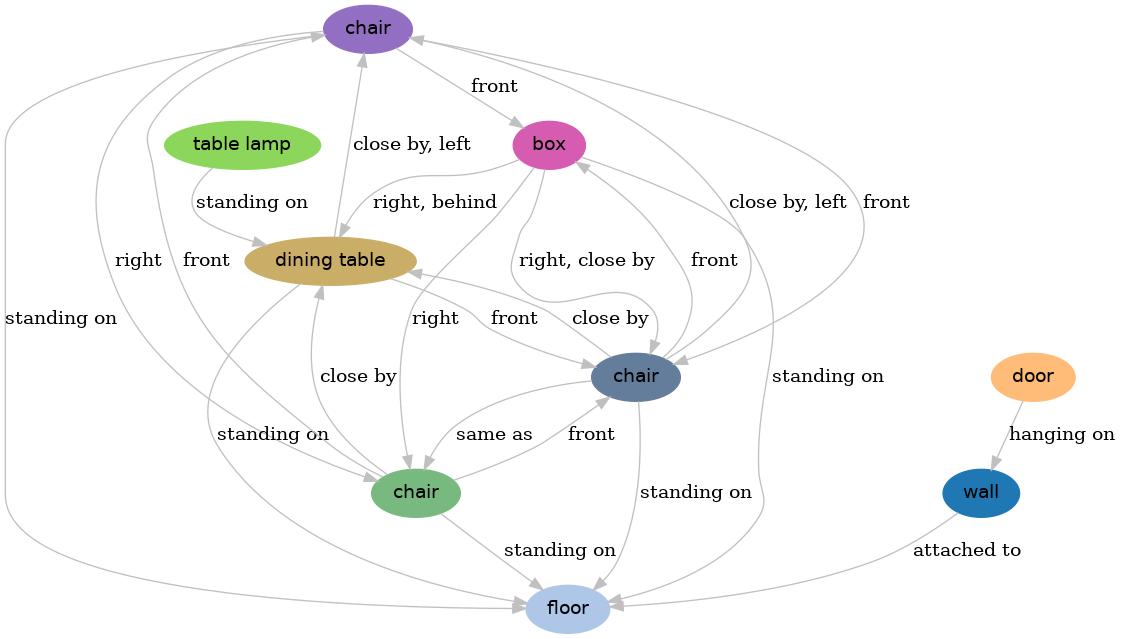 chair
front
table lamp
box
close by, left
standing on
right, behind
close by, left
front
dining table
right
front
right, close by
front
standing on
right
front
close by
chair
door
close by
standing on
standing on
same as
front
hanging on
chair
standing on
wall
standing on
attached to
floor